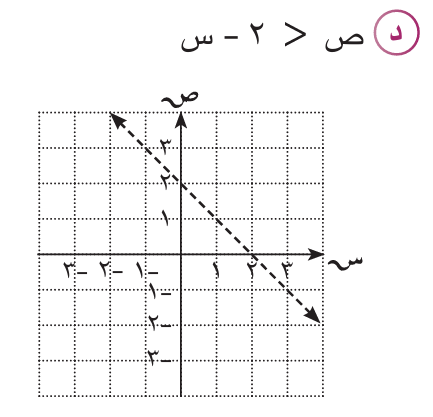 د ص < ٢ – س
ص
٣
٢
١
س
٣ ٢ ١ –١ –٢ –٣
–١
–٢
–٣